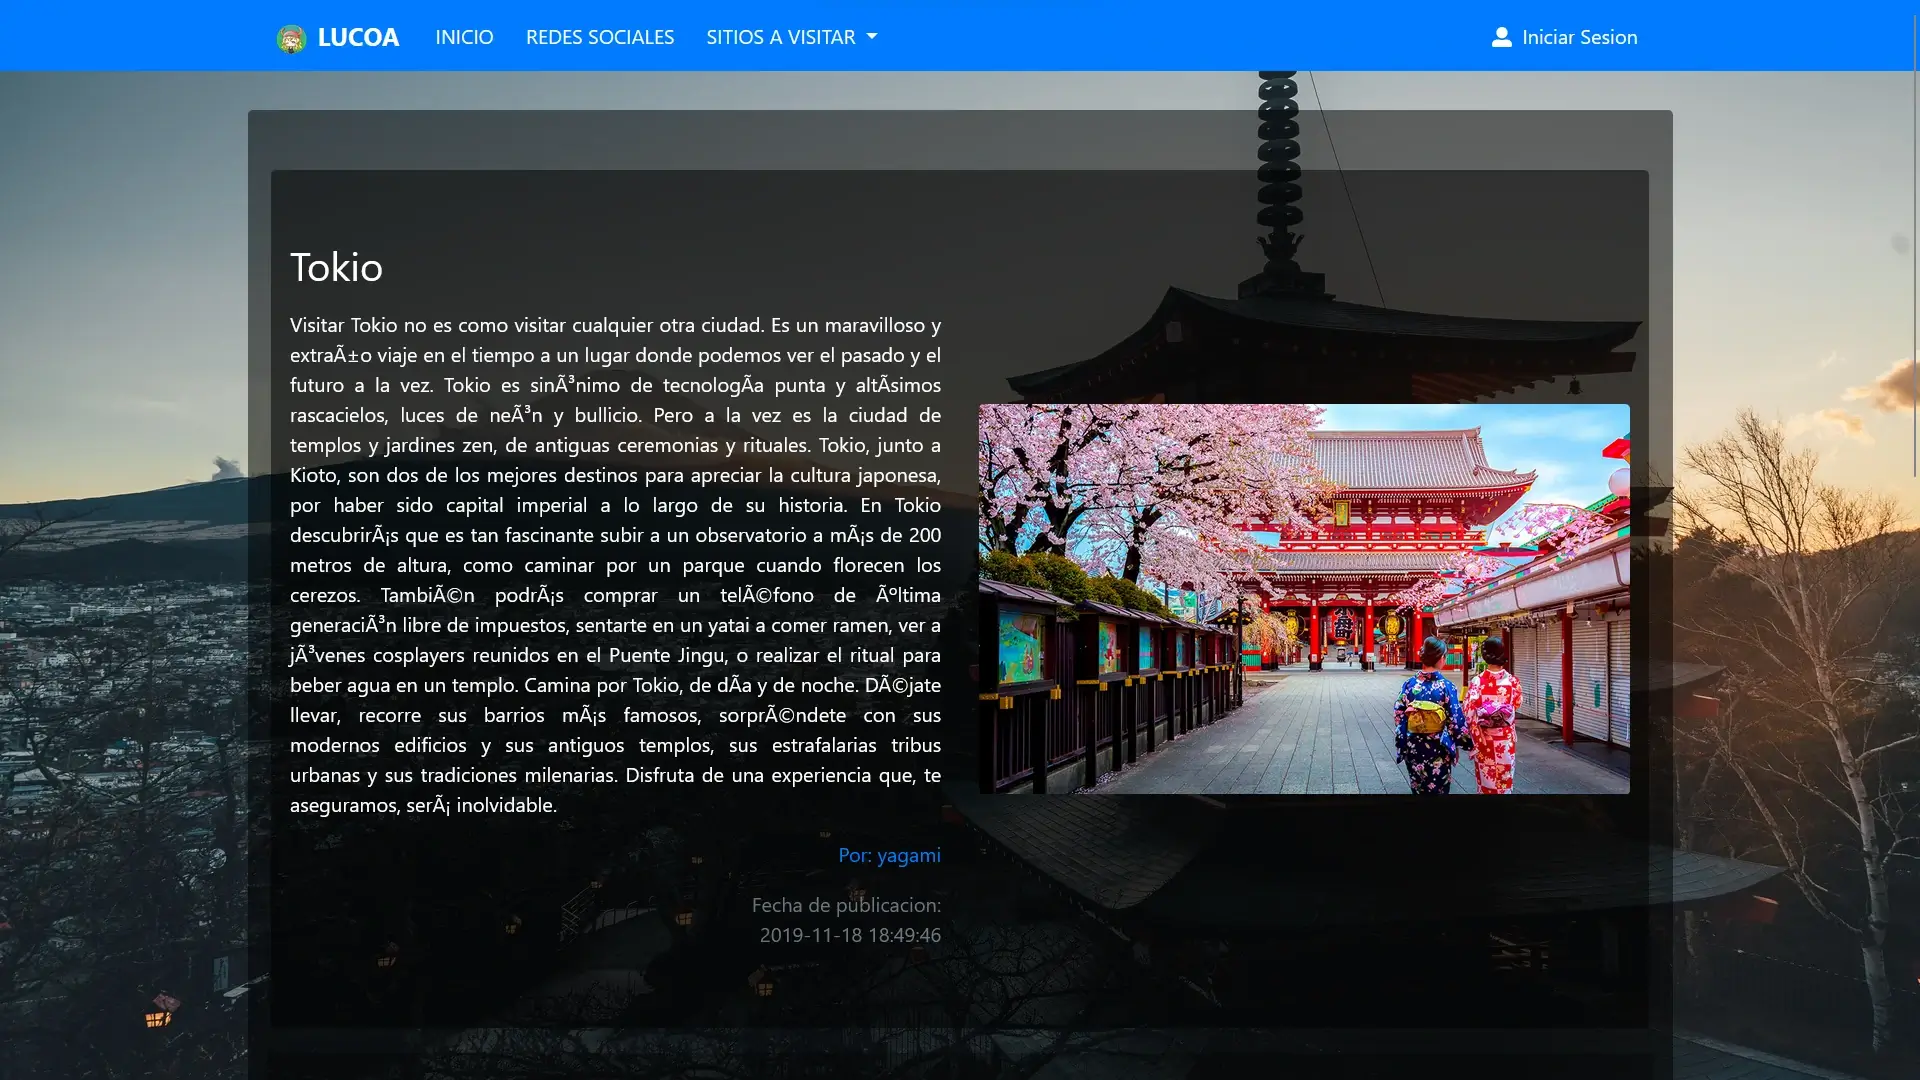 LUCOA
INICIO
REDES SOCIALES
SITIOS A VISITAR
Iniciar Sesion
Tokio
Visitar Tokio no es como visitar cualquier otra ciudad. Es un maravilloso y
extraÃ±o viaje en el tiempo a un lugar donde podemos ver el pasado y el
futuro a la vez. Tokio es sinÃ³nimo de tecnologÃa punta y altÃsimos
rascacielos, luces de neÃ³n y bullicio. Pero a la vez es la ciudad de
templos y jardines zen, de antiguas ceremonias y rituales. Tokio, junto a
Kioto, son dos de los mejores destinos para apreciar la cultura japonesa,
por haber sido capital imperial a lo largo de su historia. En Tokio
descubrirÃ¡s que es tan fascinante subir a un observatorio a mÃ¡s de 200
metros de altura, como caminar por un parque cuando florecen los
cerezos. TambiÃ©n podrÃ¡s comprar un telÃ©fono de Ãºltima
generaciÃ³n libre de impuestos, sentarte en un yatai a comer ramen, ver a
jÃ³venes cosplayers reunidos en el Puente Jingu, o realizar el ritual para
beber agua en un templo. Camina por Tokio, de dÃa y de noche. DÃ©jate
llevar, recorre sus barrios mÃ¡s famosos, sorprÃ©ndete con sus
modernos edificios y sus antiguos templos, sus estrafalarias tribus
urbanas y sus tradiciones milenarias. Disfruta de una experiencia que, te
aseguramos, serÃ¡ inolvidable.
Por: yagami
Fecha de publicacion:
2019-11-18 18:49:46